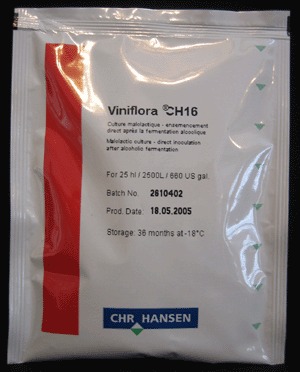 Viniflora ®CH16
Culture malolactique - ensemencement
direct après la fermentation alcoolique
Malolactic culture - direct inoculation
after alcoholic fermentation
For 25 hl / 2500L / 660 US gal.
Batch No. 2610402
Prod. Date: 18.05.2005
Storage: 36 months at -18°C
CHR HANSEN